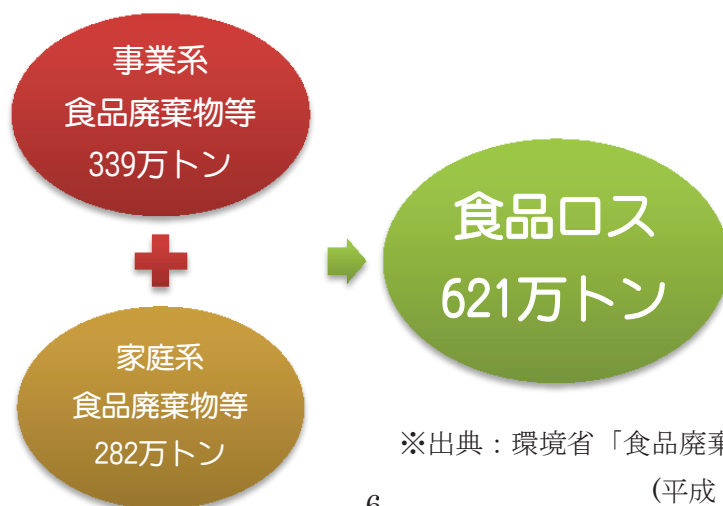 事業系
食品廃棄物等
339万トン
家庭系
食品廃棄物等
282万トン
食品ロス
621万トン
※出典：環境省「食品廃
(平成
6